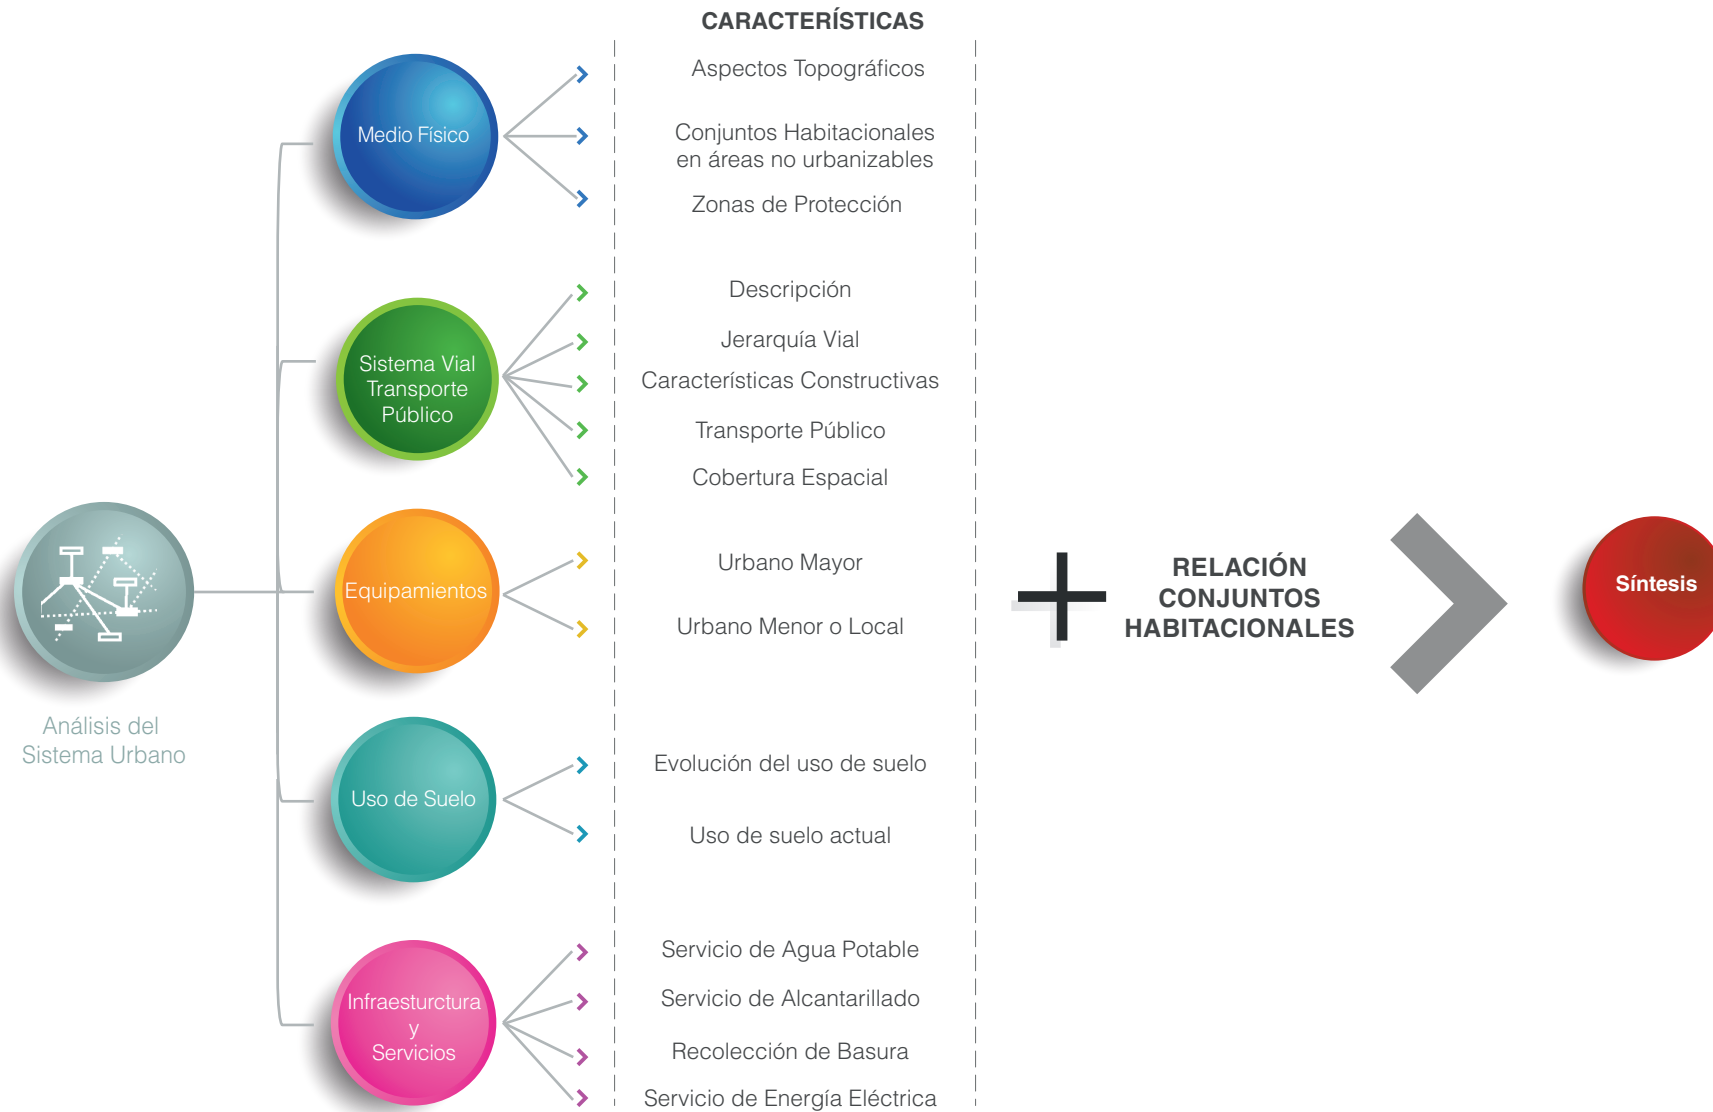 CARACTERÍSTICAS
Medio Físico
Aspectos Topográficos
Conjuntos Habitacionales
en áreas no urbanizables
Zonas de Protección
Sistema Vial
Transporte
Público
Descripción
Jerarquía Vial
Características Constructivas
Transporte Público
Cobertura Espacial
Análisis del
Sistema Urbano
Equipamientos
Urbano Mayor
Urbano Menor o Local
Uso de Suelo
Evolución del uso de suelo
Uso de suelo actual
Infraesturctura
y
Servicios
Servicio de Agua Potable
Servicio de Alcantarillado
Recolección de Basura
Servicio de Energía Eléctrica
RELACIÓN
CONJUNTOS
HABITACIONALES
Síntesis